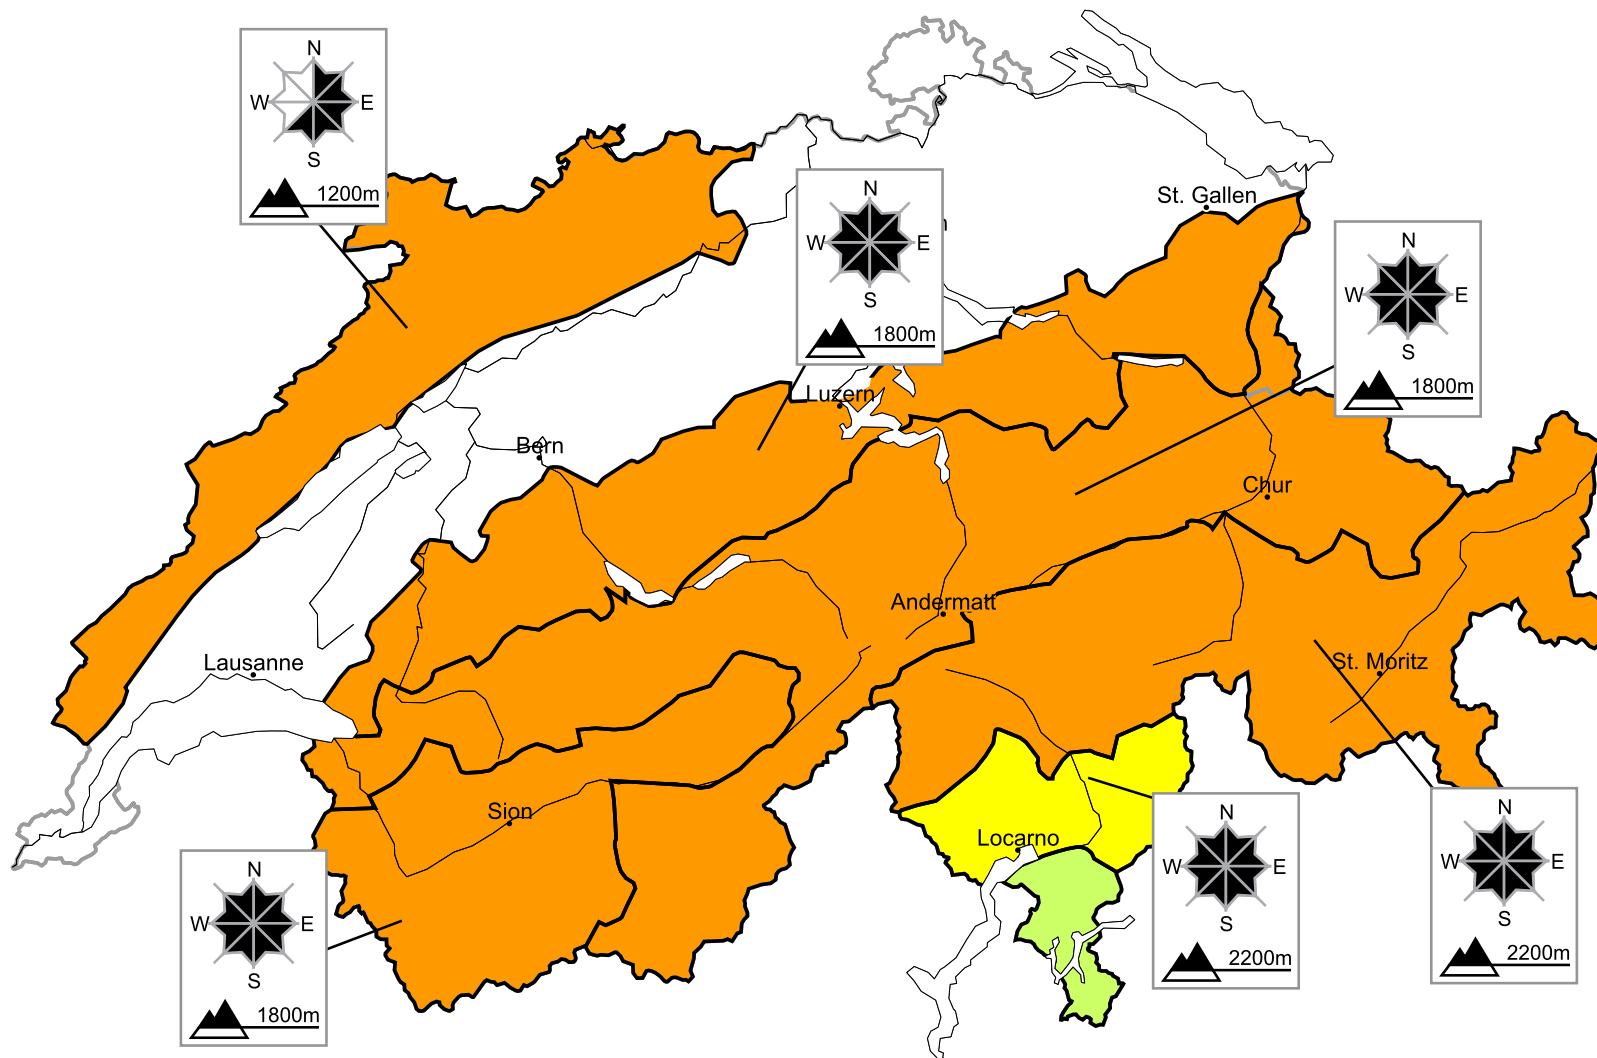 N
W E
S
1200m
N
W E
S
1800m
n
St. Gallen
N
W E
S
1800m
Luzern
Bern
Chur
Andermatt
Lausanne
St. Moritz
Sion
Locarno
N
W E
S
1800m
N
W E
S
2200m
N
W E
S
2200m